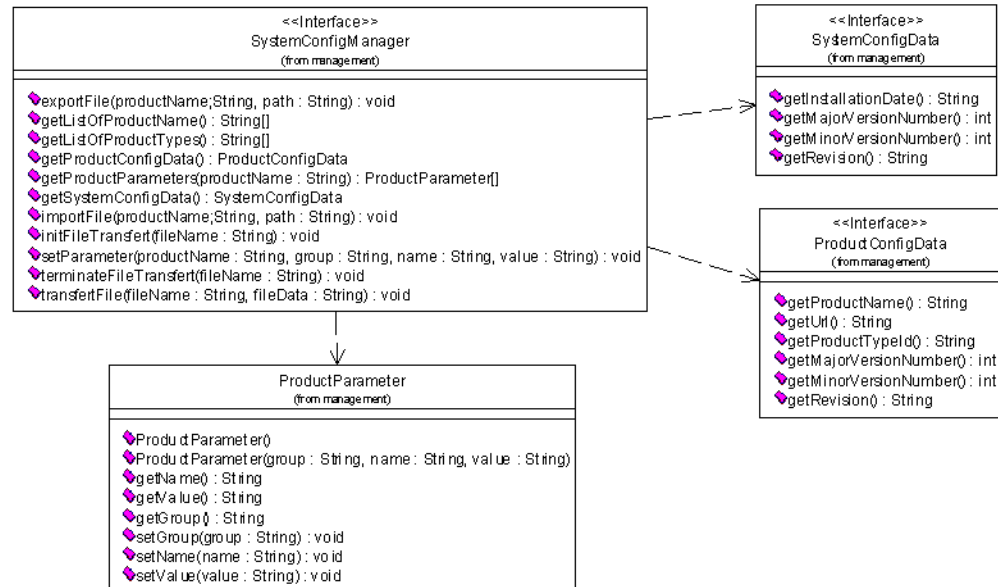 <<Interface>>
SystemConfigManager
(from management)
exportFile(productName;String, path : String) : void
getListOfProductName() : String[]
getListOfProductTypes() : String[]
getProductConfigData() : ProductConfigData
getProductParameters(productName : String) : ProductParameter[]
getSystemConfigData() : SystemConfigData
importFile(productName;String, path : String) : void
initFileTransfert(fileName : String) : void
setParameter(productName : String, group : String, name : String, value : String) : void
terminateFileTransfert(fileName : String) : void
transfertFile(fileName : String, fileData : String) : void
<<Interface>>
SystemConfigData
(from management)
getInstallationDate() : String
getMajorVersionNumber() : int
getMinorVersionNumber() : int
getRevision() : String
<<Interface>>
ProductConfigData
(from management)
getProductName() : String
getUrl() : String
getProductTypeId() : String
getMajorVersionNumber() : int
getMinorVersionNumber() : int
getRevision() : String
ProductParameter
(from management)
ProductParameter()
ProductParameter(group : String, name : String, value : String)
getName() : String
getValue() : String
getGroup() : String
setGroup(group : String) : void
setName(name : String) : void
setValue(value : String) : void